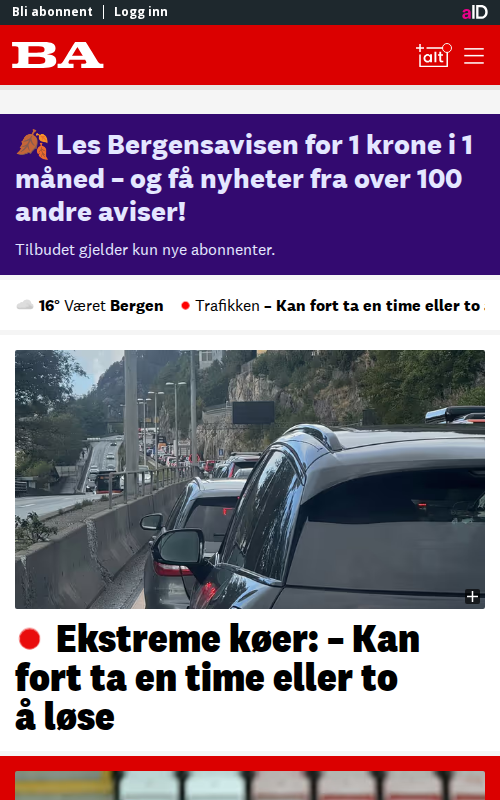 Bli abonnent | Logg inn
aID
BA
+alt
🍂 Les Bergensavisen for 1 krone i 1
måned – og få nyheter fra over 100
andre aviser!
Tilbudet gjelder kun nye abonnenter.
16° Været Bergen
Trafikken – Kan fort ta en time eller to
Ekstreme køer: – Kan
fort ta en time eller to
å løse